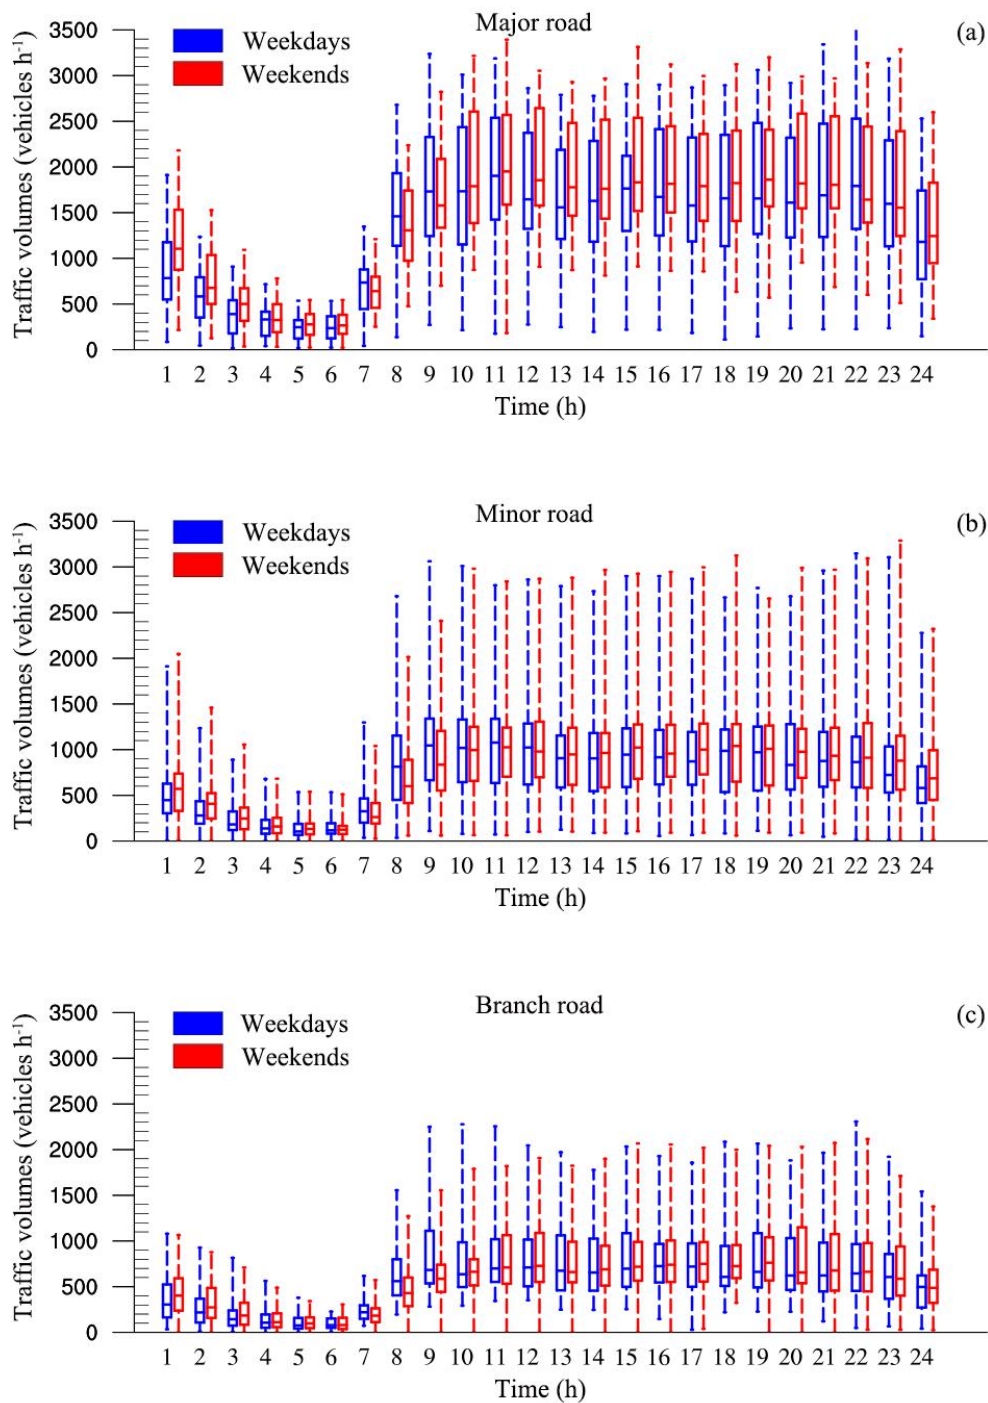 Major road
(a)
Weekdays
Weekends
Traffic volumes (vehicles h⁻¹)
3500
3000
2500
2000
1500
1000
500
0
1 2 3 4 5 6 7 8 9 10 11 12 13 14 15 16 17 18 19 20 21 22 23 24
Time (h)
Minor road
(b)
Weekdays
Weekends
Traffic volumes (vehicles h⁻¹)
3500
3000
2500
2000
1500
1000
500
0
1 2 3 4 5 6 7 8 9 10 11 12 13 14 15 16 17 18 19 20 21 22 23 24
Time (h)
Branch road
(c)
Weekdays
Weekends
Traffic volumes (vehicles h⁻¹)
3500
3000
2500
2000
1500
1000
500
0
1 2 3 4 5 6 7 8 9 10 11 12 13 14 15 16 17 18 19 20 21 22 23 24
Time (h)